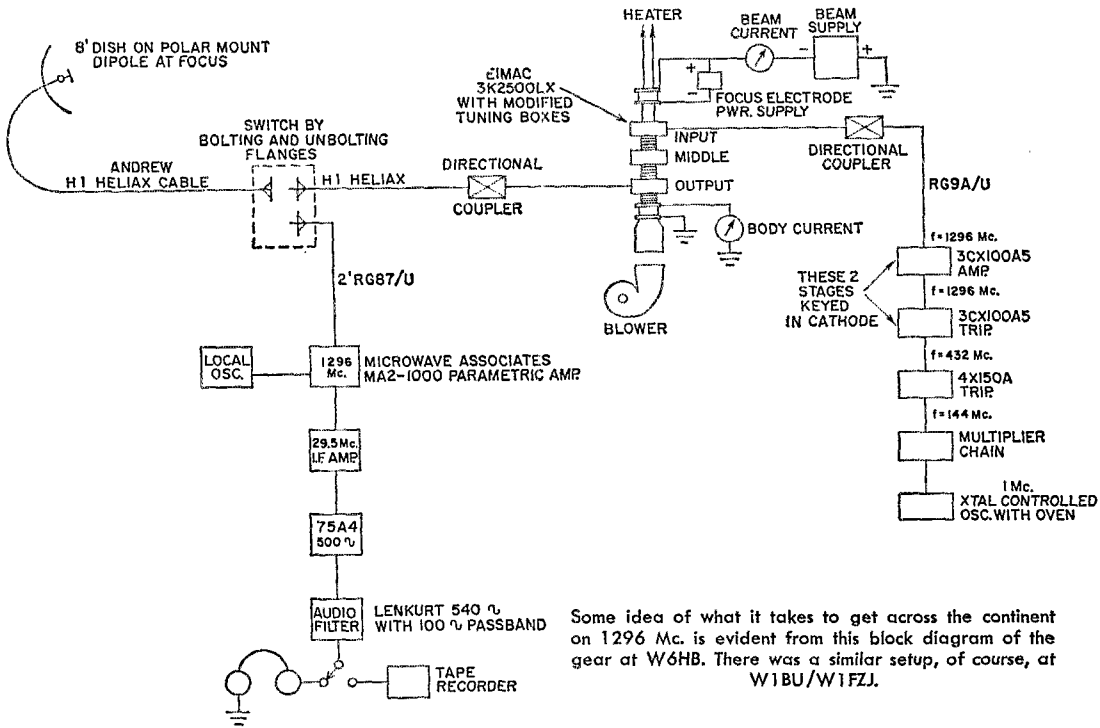 HEATER
BEAM
CURRENT
BEAM
SUPPLY
-
+
8' DISH ON POLAR MOUNT
DIPOLE AT FOCUS
EIMAC
3K2500LX
WITH MODIFIED
TUNING BOXES
+
-
FOCUS ELECTRODE
PWR. SUPPLY
SWITCH BY
BOLTING AND UNBOLTING
FLANGES
INPUT
MIDDLE
OUTPUT
DIRECTIONAL
COUPLER
ANDREW
H1 HELIAX CABLE
H1 HELIAX
DIRECTIONAL
COUPLER
RG9A/U
BODY CURRENT
2' RG87/U
BLOWER
f=1296 Mc.
3CX100A5
AMP.
f=1296 Mc.
THESE 2
STAGES
KEYED
IN CATHODE
3CX100A5
TRIP.
f=432 Mc.
4X150A
TRIP.
f=144 Mc.
MULTIPLIER
CHAIN
1 Mc.
XTAL CONTROLLED
OSC. WITH OVEN
LOCAL
OSC.
1296
Mc.
MICROWAVE ASSOCIATES
MA2-1000 PARAMETRIC AMP.
29.5 Mc.
I.F. AMP.
75A4
500 ~
AUDIO
FILTER
LENKURT 540 ~
WITH 100 ~ PASSBAND
TAPE
RECORDER
Some idea of what it takes to get across the continent
on 1296 Mc. is evident from this block diagram of the
gear at W6HB. There was a similar setup, of course, at
W1BU/W1FZJ.